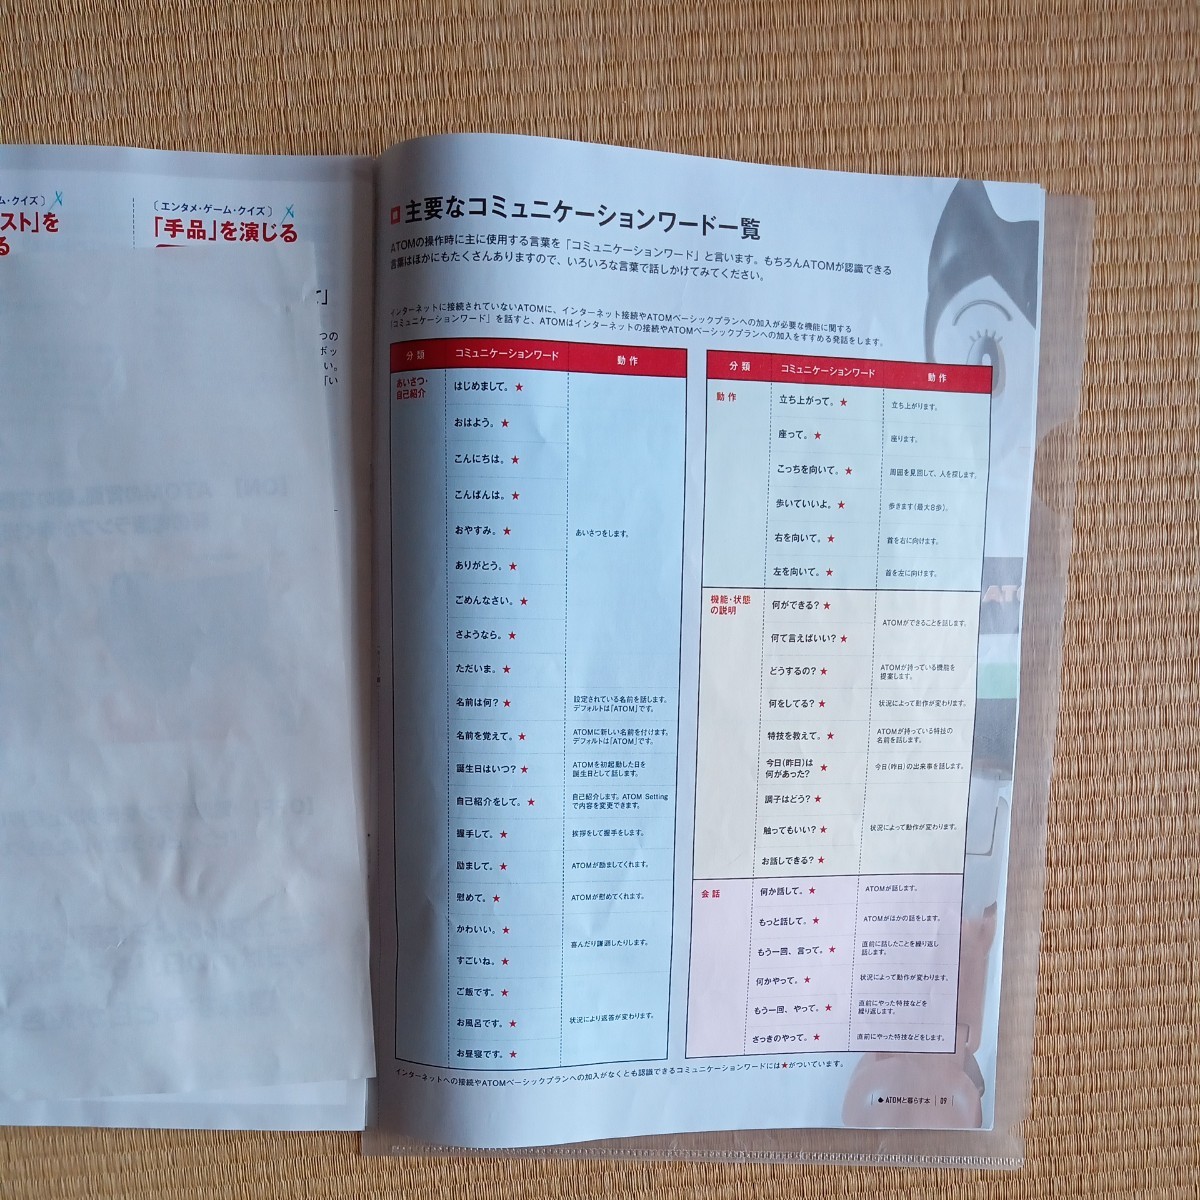 ム・クイズ〕
スト」を
る
〔エンタメ・ゲーム・クイズ〕
「手品」を演じる
主要なコミュニケーションワード一覧
ATOMの操作時に主に使用する言葉を「コミュニケーションワード」と言います。もちろんATOMが認識できる
言葉はほかにもたくさんありますので、いろいろな言葉で話しかけてみてください。
インターネットに接続されていないATOMに、インターネット接続やATOMベーシックプランへの加入が必要な機能に関する
「コミュニケーションワード」を話すと、ATOMはインターネットの接続やATOMベーシックプランへの加入をすすめる発話をします。
分類 コミュニケーションワード 動作
あいさつ・
自己紹介
はじめまして。★
おはよう。★
こんにちは。★
こんばんは。★
おやすみ。★
ありがとう。★
ごめんなさい。★
さようなら。★
ただいま。★
あいさつをします。
名前は何?★
設定されている名前を話します。
デフォルトは「ATOM」です。
名前を覚えて。★
ATOMに新しい名前を付けます。
デフォルトは「ATOM」です。
誕生日はいつ?★
ATOMを初起動した日を
誕生日として話します。
自己紹介をして。★
自己紹介します。ATOM Setting
で内容を変更できます。
握手して。★
挨拶をして握手をします。
励まして。★
ATOMが励ましてくれます。
慰めて。★
ATOMが慰めてくれます。
かわいい。★
すごいね。★
喜んだり謙遜したりします。
ご飯です。★
お風呂です。★
お昼寝です。★
状況により返答が変わります。
分類 コミュニケーションワード 動作
動作
立ち上がって。★
立ち上がります。
座って。★
座ります。
こっちを向いて。★
周囲を見回して、人を探します。
歩いていいよ。★
歩きます(最大8歩)。
右を向いて。★
首を右に向けます。
左を向いて。★
首を左に向けます。
機能・状態
の説明
何ができる?★
何て言えばいい?★
ATOMができることを話します。
どうするの?★
ATOMが持っている機能を
提案します。
何をしてる?★
状況によって動作が変わります。
特技を教えて。★
ATOMが持っている特技の
名前を話します。
今日(昨日)は
何があった?★
今日(昨日)の出来事を話します。
調子はどう?★
触ってもいい?★
お話しできる?★
状況によって動作が変わります。
会話
何か話して。★
ATOMが話します。
もっと話して。★
ATOMがほかの話をします。
もう一回、言って。★
直前に話したことを繰り返し
話します。
何かやって。★
状況によって動作が変わります。
もう一回、やって。★
直前にやった特技などを
繰り返します。
さっきのやって。★
直前にやった特技などをします。
インターネットへの接続やATOMベーシックプランへの加入がなくとも認識できるコミュニケーションワードには★がついています。
ATOMと暮らす本 | 09